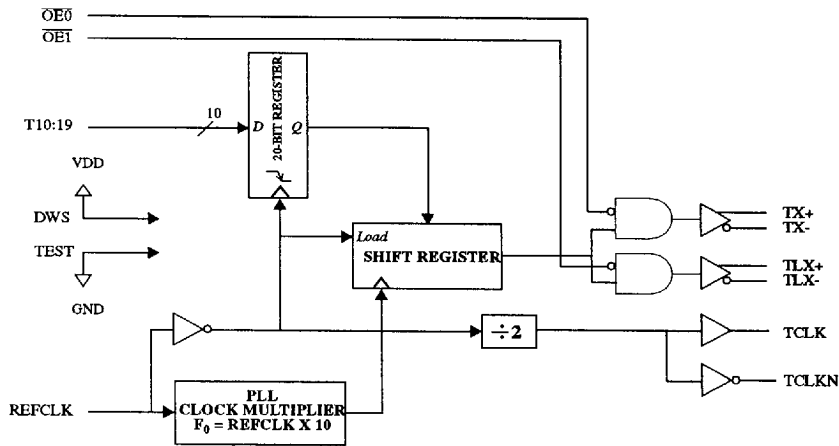 OE0
OE1
T10:19
10
D
Q
20-BIT REGISTER
VDD
DWS
TEST
GND
Load
SHIFT REGISTER
TX+
TX-
TLX+
TLX-
÷2
TCLK
TCLKN
REFCLK
PLL
CLOCK MULTIPLIER
F0 = REFCLK X 10